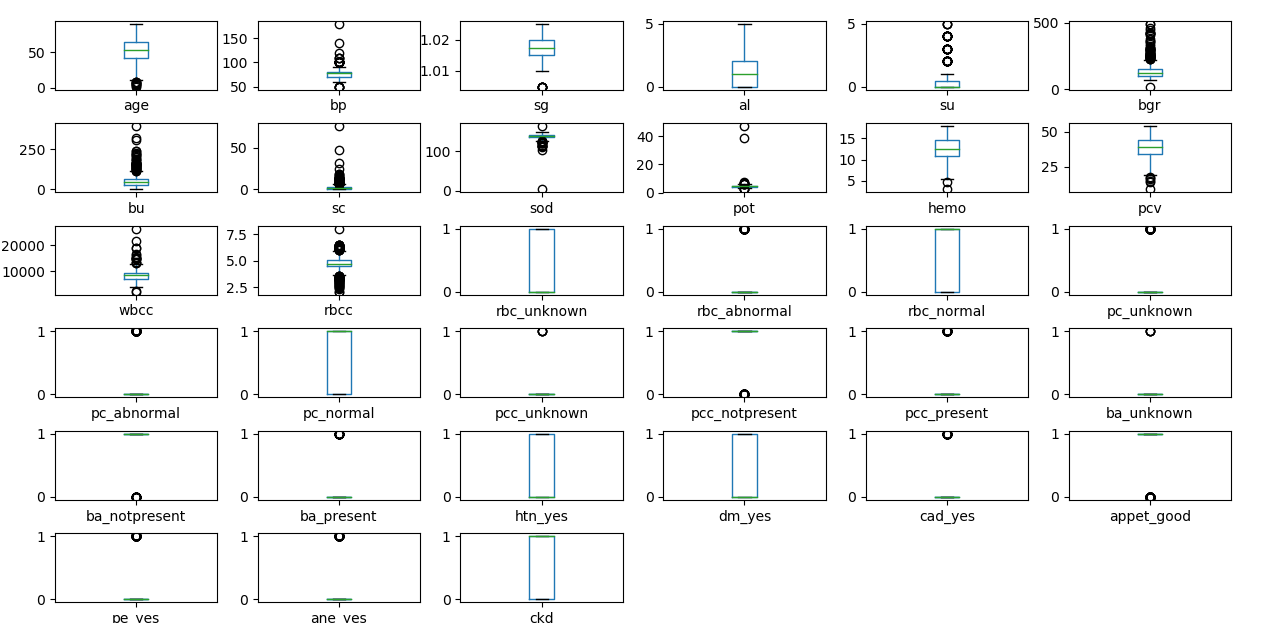 50
0
age
150
100
50
bp
1.02
1.01
sg
5
0
al
5
0
su
500
0
bgr
250
0
bu
50
0
sc
100
0
sod
40
20
0
pot
15
10
5
hemo
50
25
pcv
20000
10000
wbcc
7.5
5.0
2.5
rbcc
1
0
rbc_unknown
1
0
rbc_abnormal
1
0
rbc_normal
1
0
pc_unknown
1
0
pc_abnormal
1
0
pc_normal
1
0
pcc_unknown
1
0
pcc_notpresent
1
0
pcc_present
1
0
ba_unknown
1
0
ba_notpresent
1
0
ba_present
1
0
htn_yes
1
0
dm_yes
1
0
cad_yes
1
0
appet_good
1
0
pe_yes
1
0
ane_yes
1
0
ckd